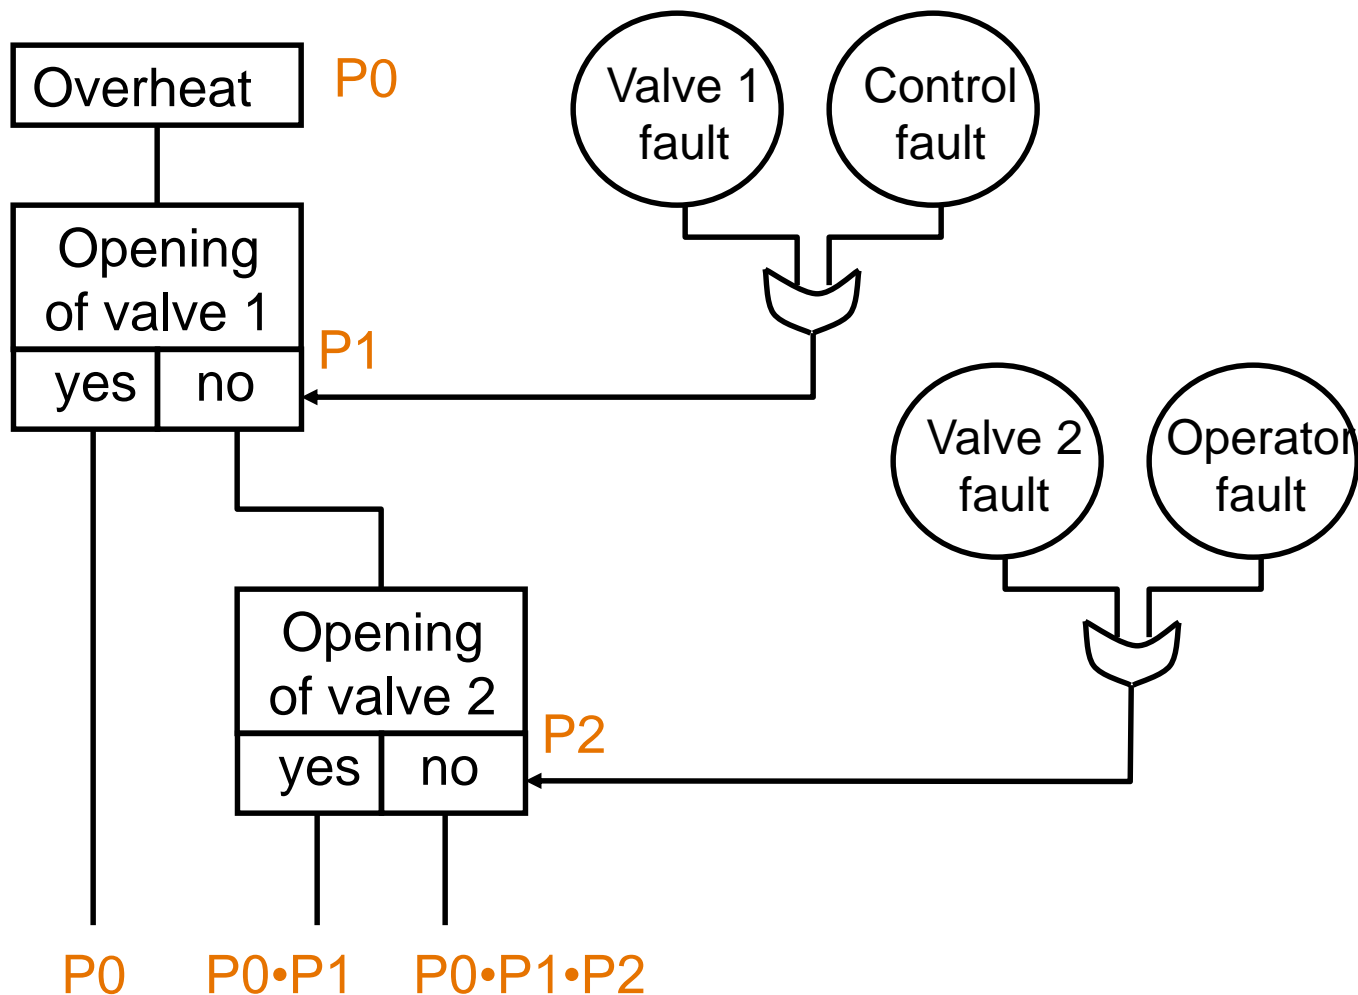 Overheat
P0
Valve 1
fault
Control
fault
Opening
of valve 1
P1
yes
no
Valve 2
fault
Operator
fault
Opening
of valve 2
P2
yes
no
P0
P0•P1
P0•P1•P2